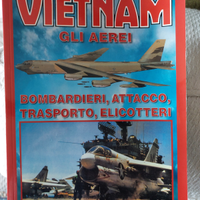 VIETNAM
GLI AEREI
BOMBARDIERI, ATTACCO,
TRASPORTO, ELICOTTERI